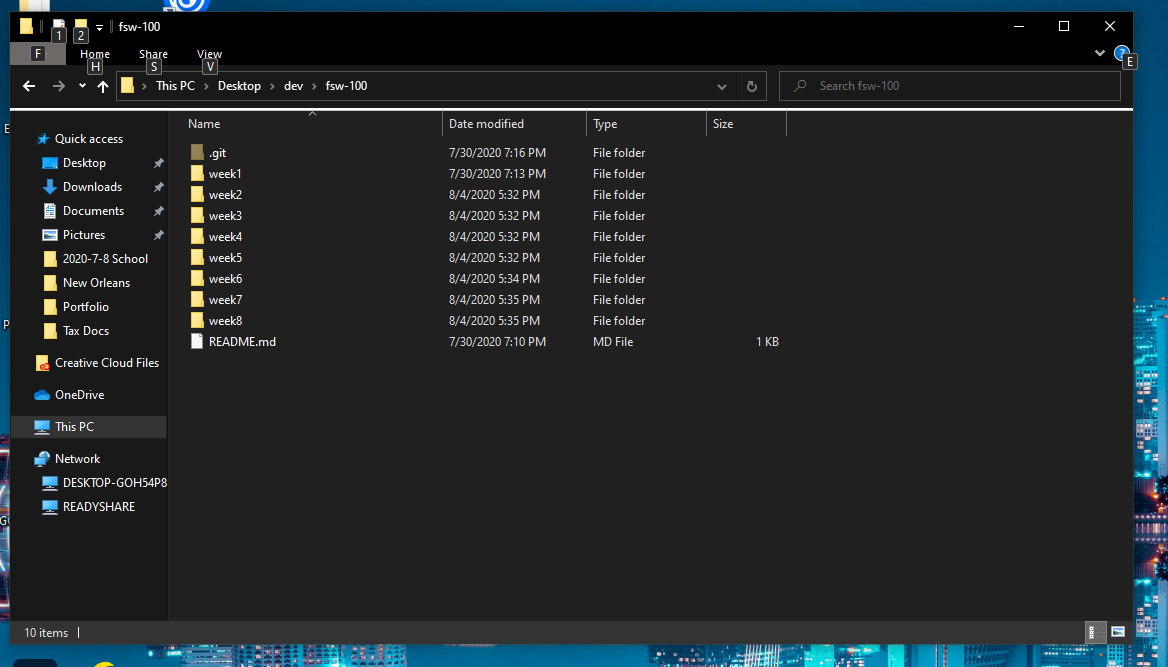 1 2 fsw-100
F Home Share View
H S V E
This PC Desktop dev fsw-100 Search fsw-100
Name Date modified Type Size
Quick access
Desktop
Downloads
Documents
Pictures
2020-7-8 School
New Orleans
Portfolio
Tax Docs
Creative Cloud Files
OneDrive
This PC
Network
DESKTOP-GOH54P8
READYSHARE
.git 7/30/2020 7:16 PM File folder
week1 7/30/2020 7:13 PM File folder
week2 8/4/2020 5:32 PM File folder
week3 8/4/2020 5:32 PM File folder
week4 8/4/2020 5:32 PM File folder
week5 8/4/2020 5:32 PM File folder
week6 8/4/2020 5:34 PM File folder
week7 8/4/2020 5:35 PM File folder
week8 8/4/2020 5:35 PM File folder
README.md 7/30/2020 7:10 PM MD File 1 KB
10 items